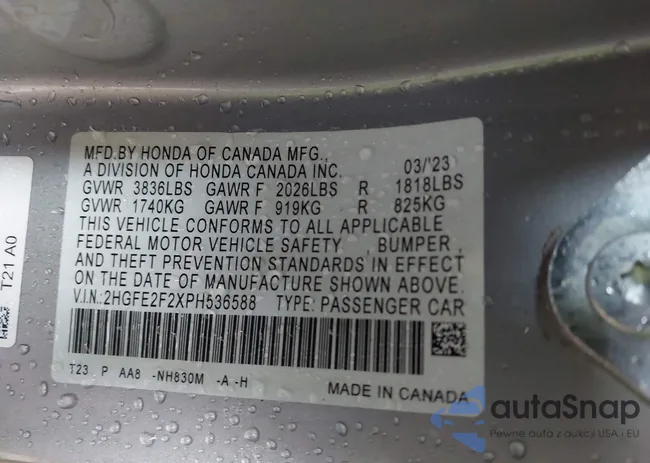 MFD.BY HONDA OF CANADA MFG.,
A DIVISION OF HONDA CANADA INC. 03/'23
GVWR 3836LBS GAWR F 2026LBS R 1818LBS
GVWR 1740KG GAWR F 919KG R 825KG
THIS VEHICLE CONFORMS TO ALL APPLICABLE
FEDERAL MOTOR VEHICLE SAFETY , BUMPER ,
AND THEFT PREVENTION STANDARDS IN EFFECT
ON THE DATE OF MANUFACTURE SHOWN ABOVE.
V.I.N.:2HGFE2F2XPH536588 TYPE: PASSENGER CAR
T23 P AA8 -NH830M -A -H
MADE IN CANADA
T21 A0
autaSnap
Pewne auta z aukcji USA i EU